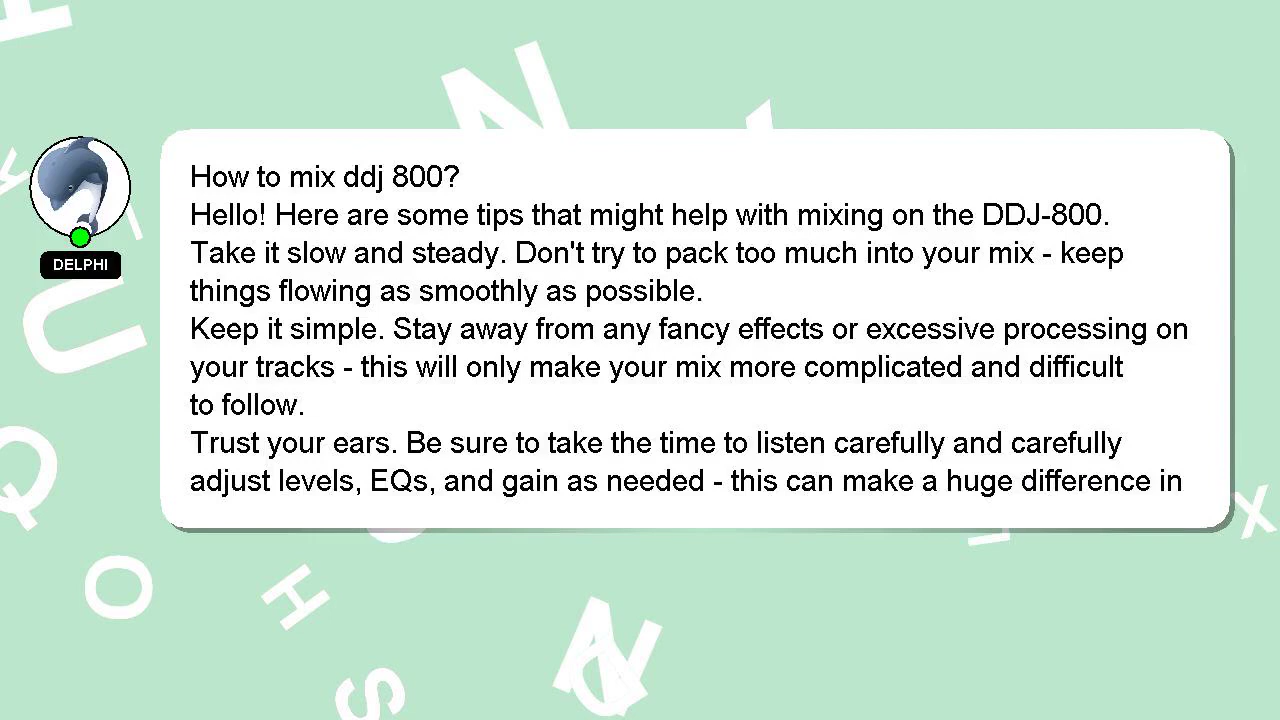 How to mix ddj 800?
Hello! Here are some tips that might help with mixing on the DDJ-800.
Take it slow and steady. Don't try to pack too much into your mix - keep
things flowing as smoothly as possible.
Keep it simple. Stay away from any fancy effects or excessive processing on
your tracks - this will only make your mix more complicated and difficult
to follow.
Trust your ears. Be sure to take the time to listen carefully and carefully
adjust levels, EQs, and gain as needed - this can make a huge difference in
DELPHI